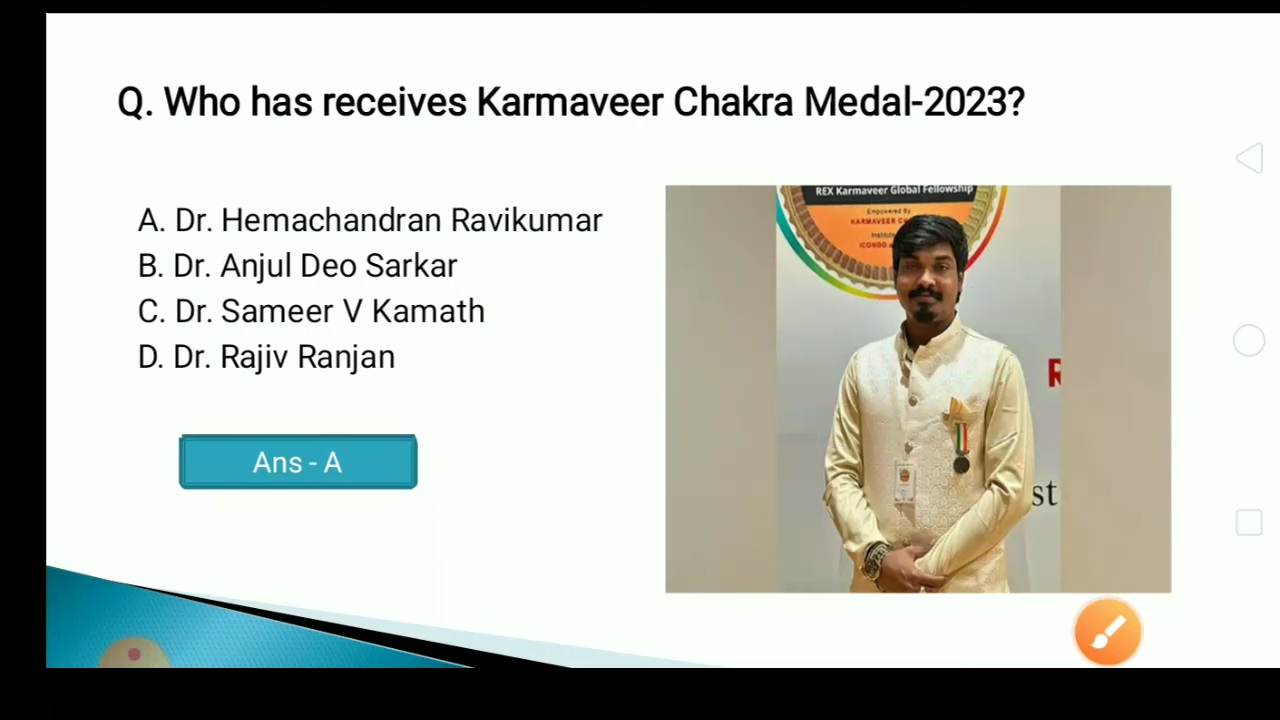 Q. Who has receives Karmaveer Chakra Medal-2023?
A. Dr. Hemachandran Ravikumar
B. Dr. Anjul Deo Sarkar
C. Dr. Sameer V Kamath
D. Dr. Rajiv Ranjan
Ans - A
REX Karmaveer Global Fellowship
Empowered By
KARMAVEER
ICONGO
R
st